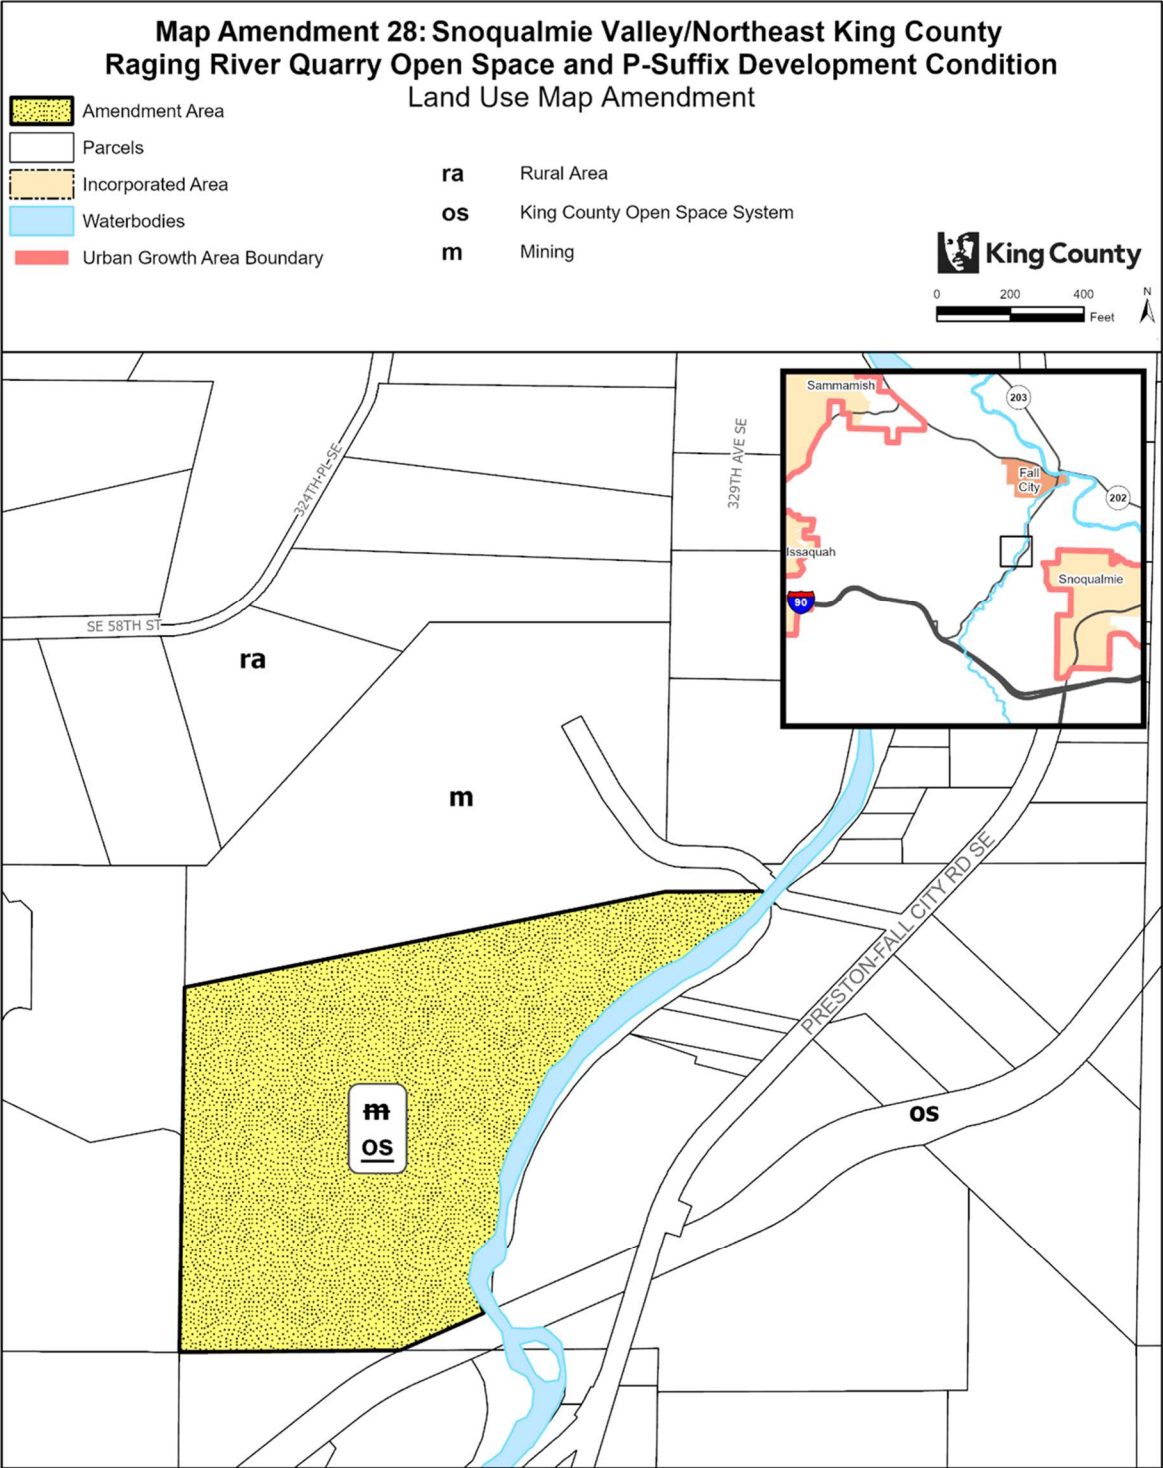 Map Amendment 28: Snoqualmie Valley/Northeast King County
Raging River Quarry Open Space and P-Suffix Development Condition
Land Use Map Amendment
Amendment Area
Parcels
Incorporated Area
Waterbodies
Urban Growth Area Boundary
ra Rural Area
os King County Open Space System
m Mining
King County
0 200 400
Feet
N
Sammamish
203
Fall
City
202
Issaquah
Snoqualmie
90
324TH PL SE
329TH AVE SE
SE 58TH ST
ra
m
PRESTON-FALL CITY RD SE
m
os
os